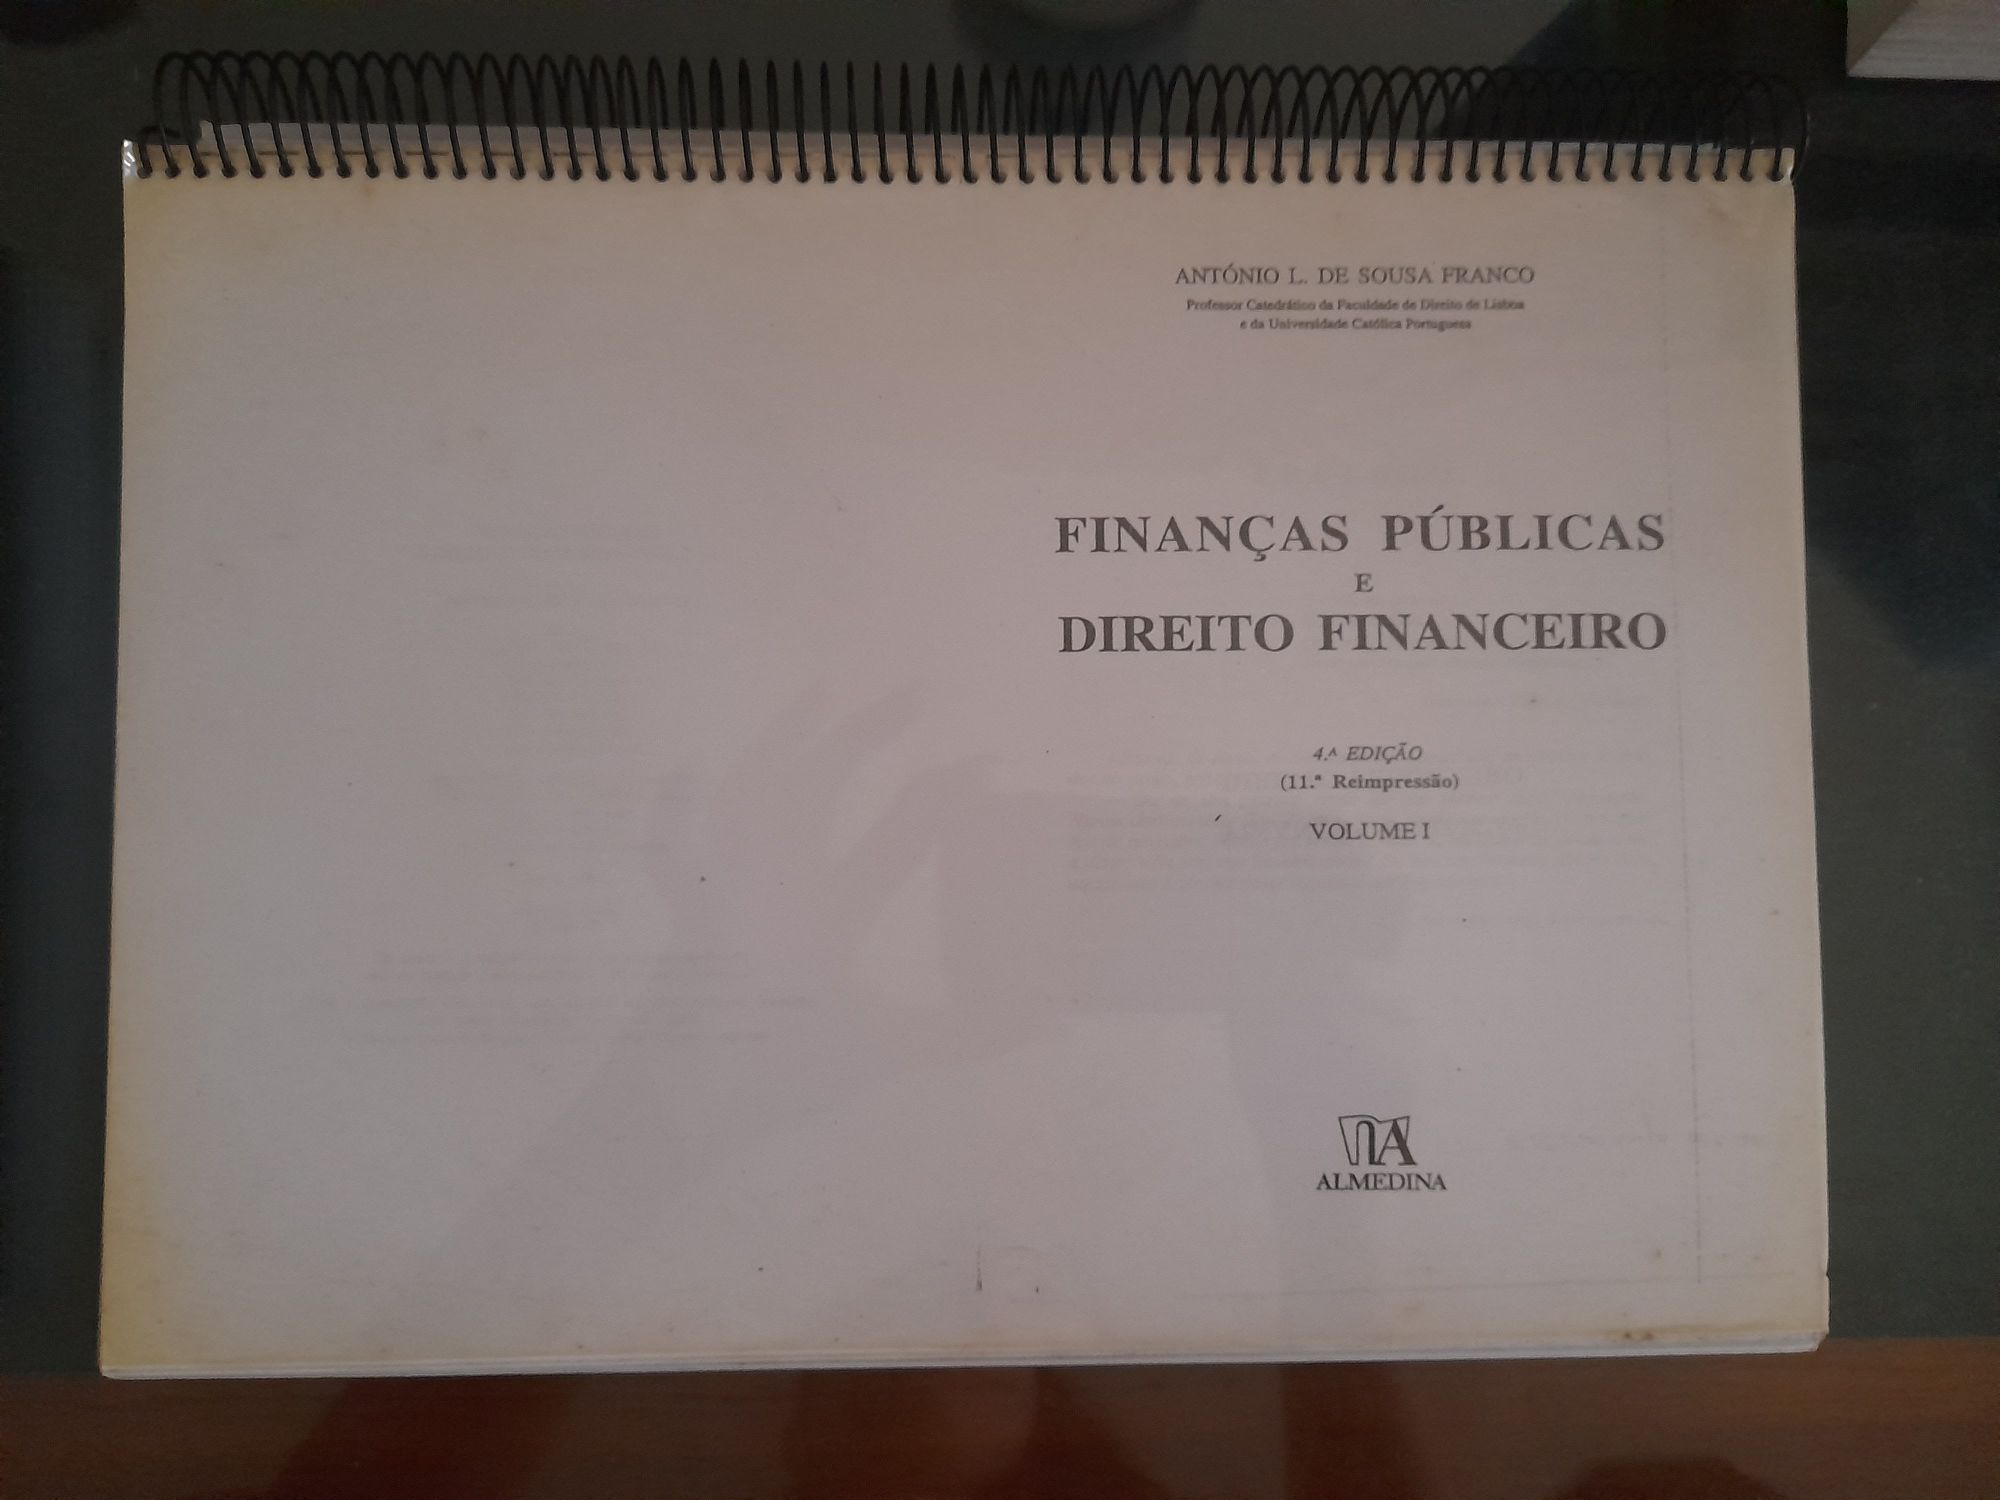 ANTÓNIO L. DE SOUSA FRANCO
Professor Catedrático da Faculdade de Direito de Lisboa
e da Universidade Católica Portuguesa
FINANÇAS PÚBLICAS
E
DIREITO FINANCEIRO
4.ᴬ EDIÇÃO
(11.ª Reimpressão)
VOLUME I
ALMEDINA